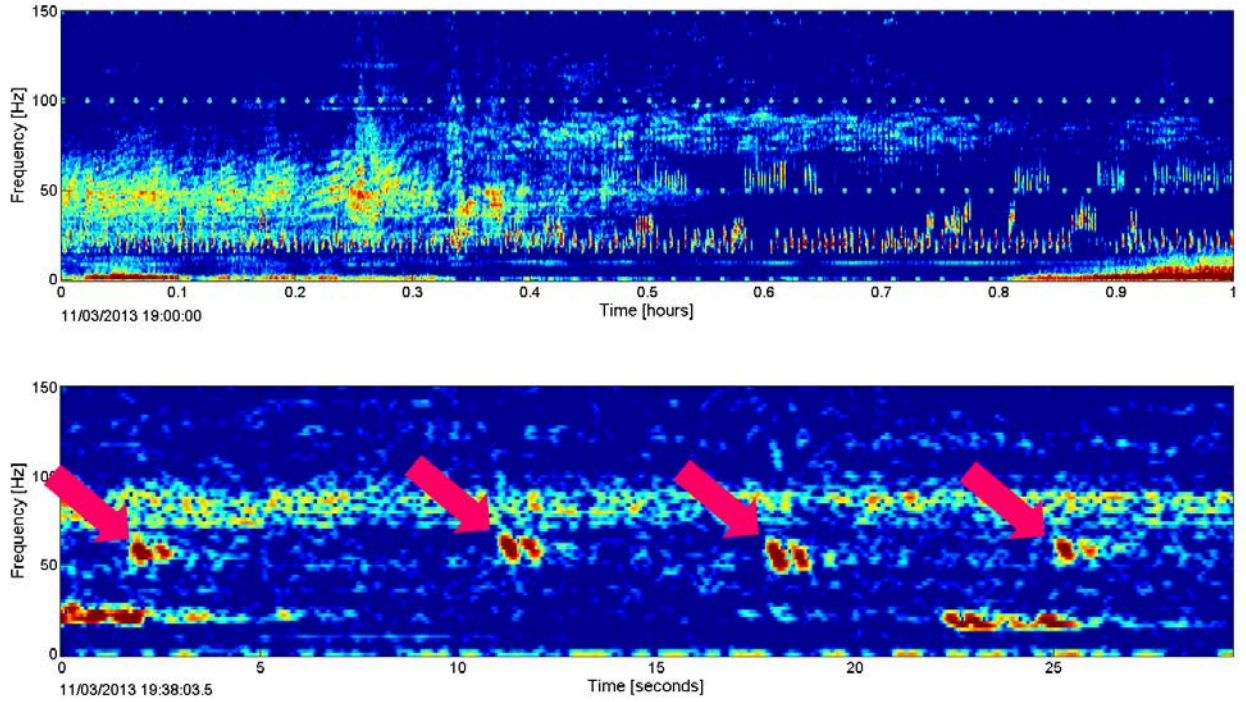 150
100
50
0
Frequency [Hz]
0 0.1 0.2 0.3 0.4 0.5 0.6 0.7 0.8 0.9 1
Time [hours]
11/03/2013 19:00:00
150
100
50
0
Frequency [Hz]
0 5 10 15 20 25
Time [seconds]
11/03/2013 19:38:03.5